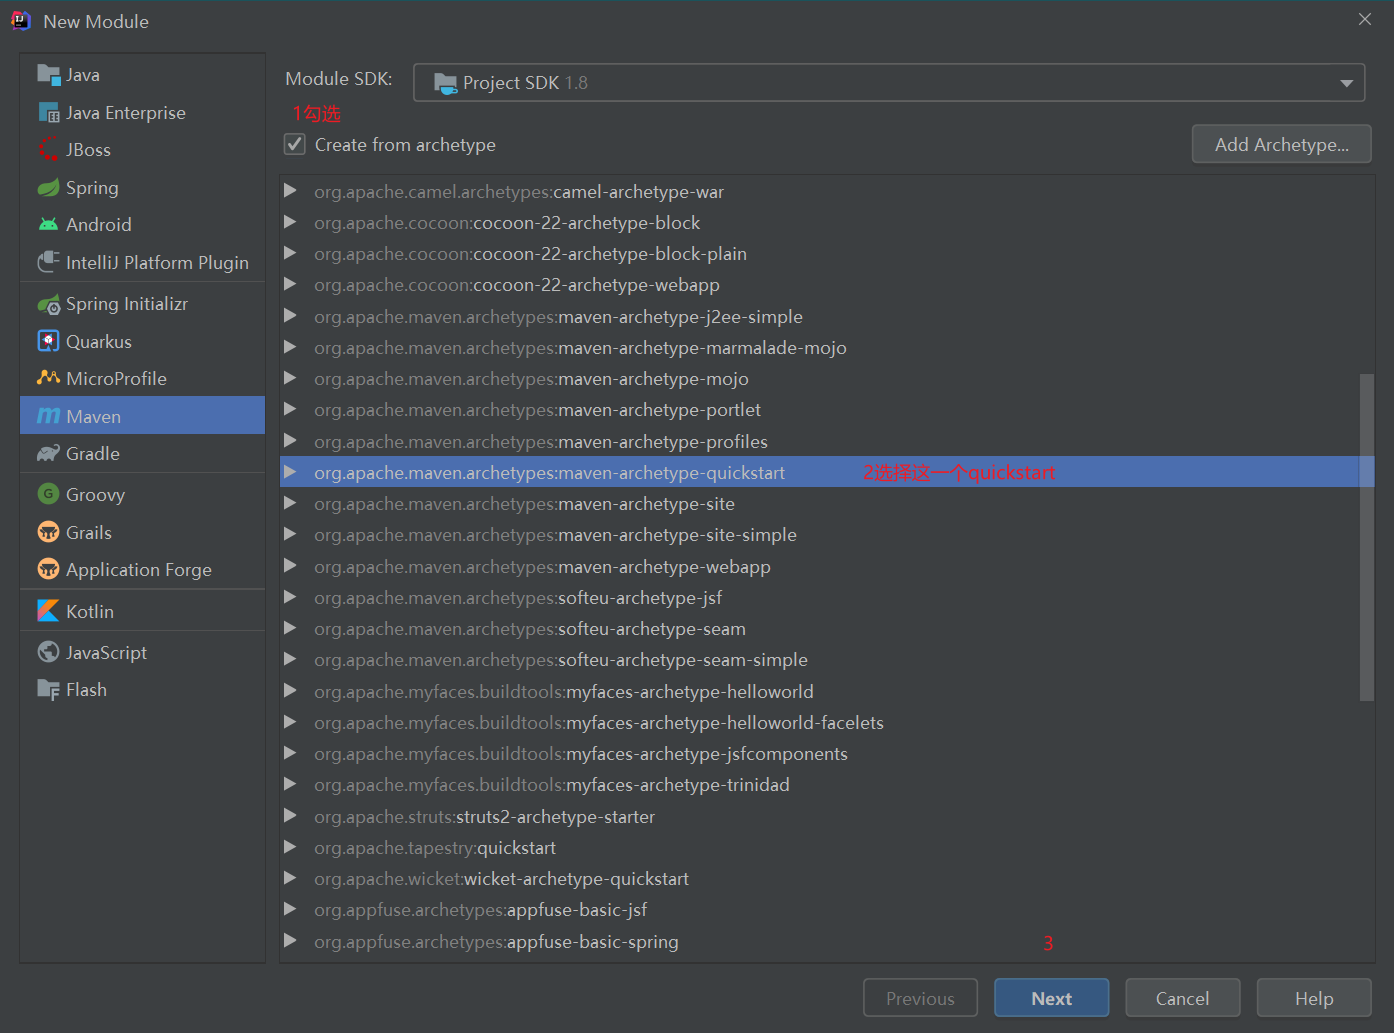 New Module
Java
Java Enterprise
JBoss
Spring
Android
IntelliJ Platform Plugin
Spring Initializr
Quarkus
MicroProfile
Maven
Gradle
Groovy
Grails
Application Forge
Kotlin
JavaScript
Flash
Module SDK: Project SDK 1.8
1勾选
Create from archetype
Add Archetype...
org.apache.camel.archetypes:camel-archetype-war
org.apache.cocoon:cocoon-22-archetype-block
org.apache.cocoon:cocoon-22-archetype-block-plain
org.apache.cocoon:cocoon-22-archetype-webapp
org.apache.maven.archetypes:maven-archetype-j2ee-simple
org.apache.maven.archetypes:maven-archetype-marmalade-mojo
org.apache.maven.archetypes:maven-archetype-mojo
org.apache.maven.archetypes:maven-archetype-portlet
org.apache.maven.archetypes:maven-archetype-profiles
org.apache.maven.archetypes:maven-archetype-quickstart 2选择这一个quickstart
org.apache.maven.archetypes:maven-archetype-site
org.apache.maven.archetypes:maven-archetype-site-simple
org.apache.maven.archetypes:maven-archetype-webapp
org.apache.maven.archetypes:softeu-archetype-jsf
org.apache.maven.archetypes:softeu-archetype-seam
org.apache.maven.archetypes:softeu-archetype-seam-simple
org.apache.myfaces.buildtools:myfaces-archetype-helloworld
org.apache.myfaces.buildtools:myfaces-archetype-helloworld-facelets
org.apache.myfaces.buildtools:myfaces-archetype-jsfcomponents
org.apache.myfaces.buildtools:myfaces-archetype-trinidad
org.apache.struts:struts2-archetype-starter
org.apache.tapestry:quickstart
org.apache.wicket:wicket-archetype-quickstart
org.appfuse.archetypes:appfuse-basic-jsf
org.appfuse.archetypes:appfuse-basic-spring
3
Previous Next Cancel Help